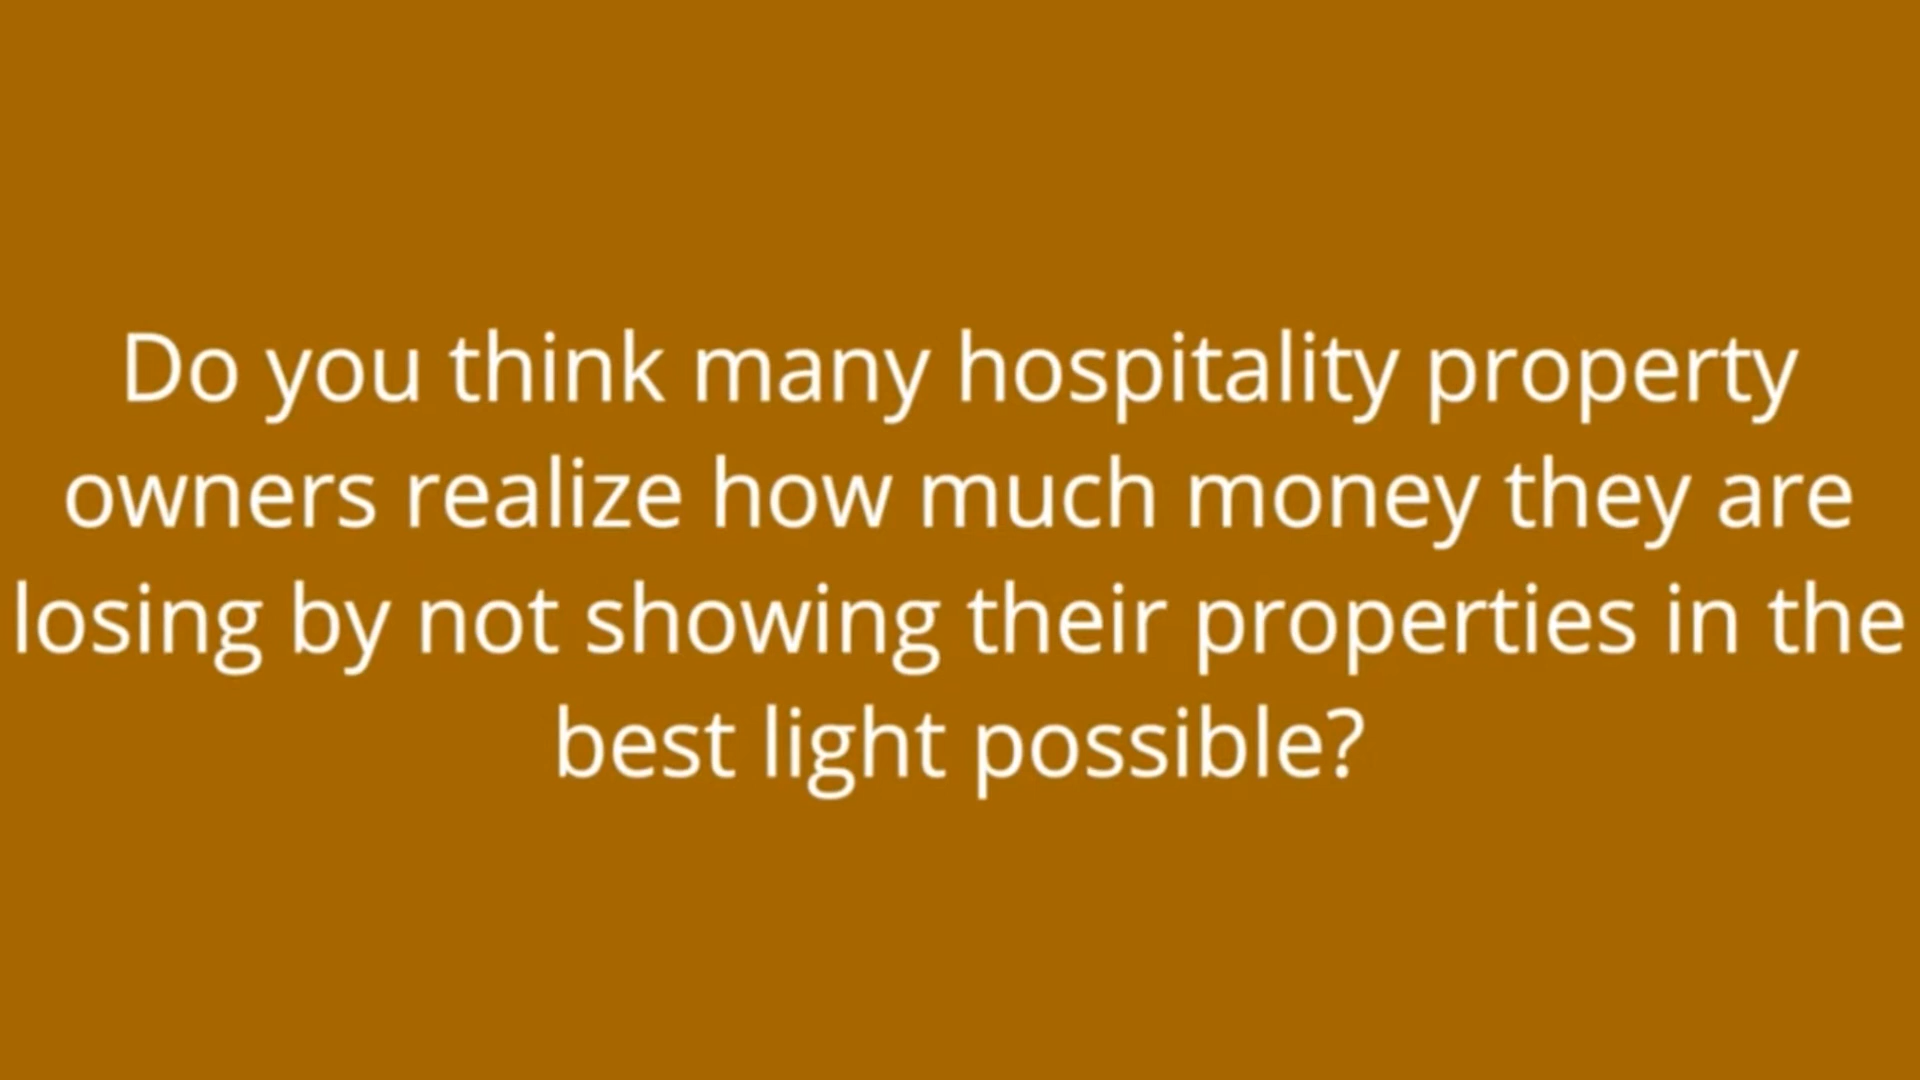 Do you think many hospitality property
owners realize how much money they are
losing by not showing their properties in the
best light possible?